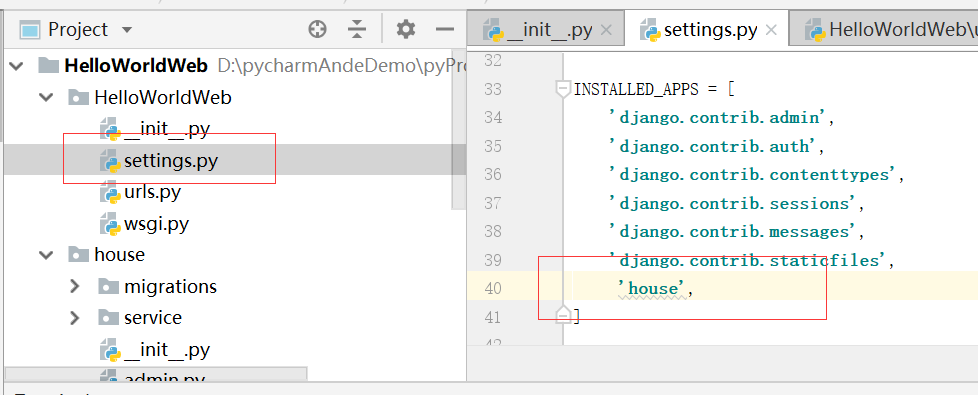 Project
HelloWorldWeb D:\pycharmAndeDemo\pyPro
HelloWorldWeb
__init__.py
settings.py
urls.py
wsgi.py
house
migrations
service
__init__.py
admin.py
__init__.py
settings.py
HelloWorldWeb\u
32
33 INSTALLED_APPS = [
34 'django.contrib.admin',
35 'django.contrib.auth',
36 'django.contrib.contenttypes',
37 'django.contrib.sessions',
38 'django.contrib.messages',
39 'django.contrib.staticfiles',
40 'house',
41 ]
42